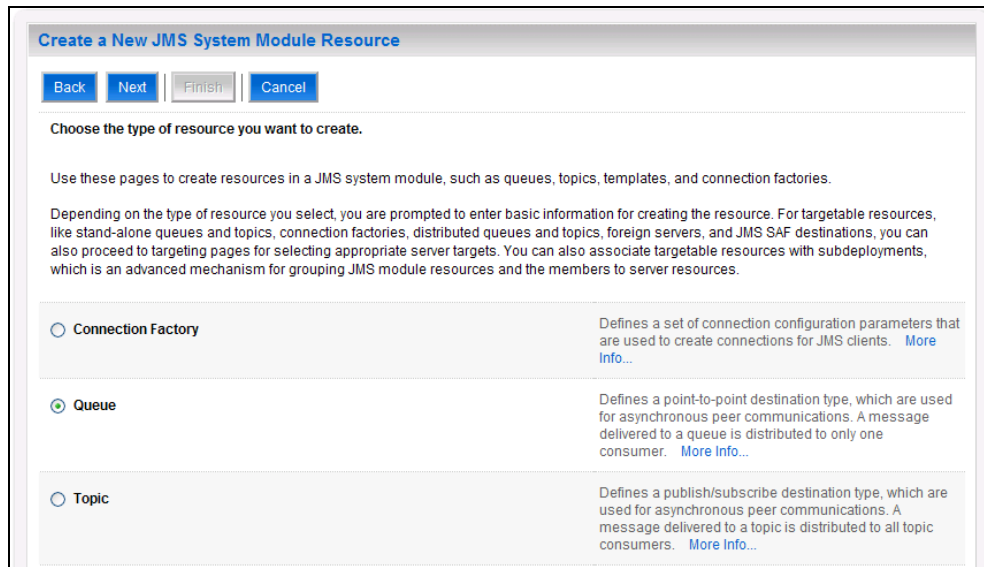 Create a New JMS System Module Resource
Back Next Finish Cancel
Choose the type of resource you want to create.
Use these pages to create resources in a JMS system module, such as queues, topics, templates, and connection factories.
Depending on the type of resource you select, you are prompted to enter basic information for creating the resource. For targetable resources,
like stand-alone queues and topics, connection factories, distributed queues and topics, foreign servers, and JMS SAF destinations, you can
also proceed to targeting pages for selecting appropriate server targets. You can also associate targetable resources with subdeployments,
which is an advanced mechanism for grouping JMS module resources and the members to server resources.
Connection Factory
Defines a set of connection configuration parameters that
are used to create connections for JMS clients. More
Info...
Queue
Defines a point-to-point destination type, which are used
for asynchronous peer communications. A message
delivered to a queue is distributed to only one
consumer. More Info...
Topic
Defines a publish/subscribe destination type, which are
used for asynchronous peer communications. A
message delivered to a topic is distributed to all topic
consumers. More Info...